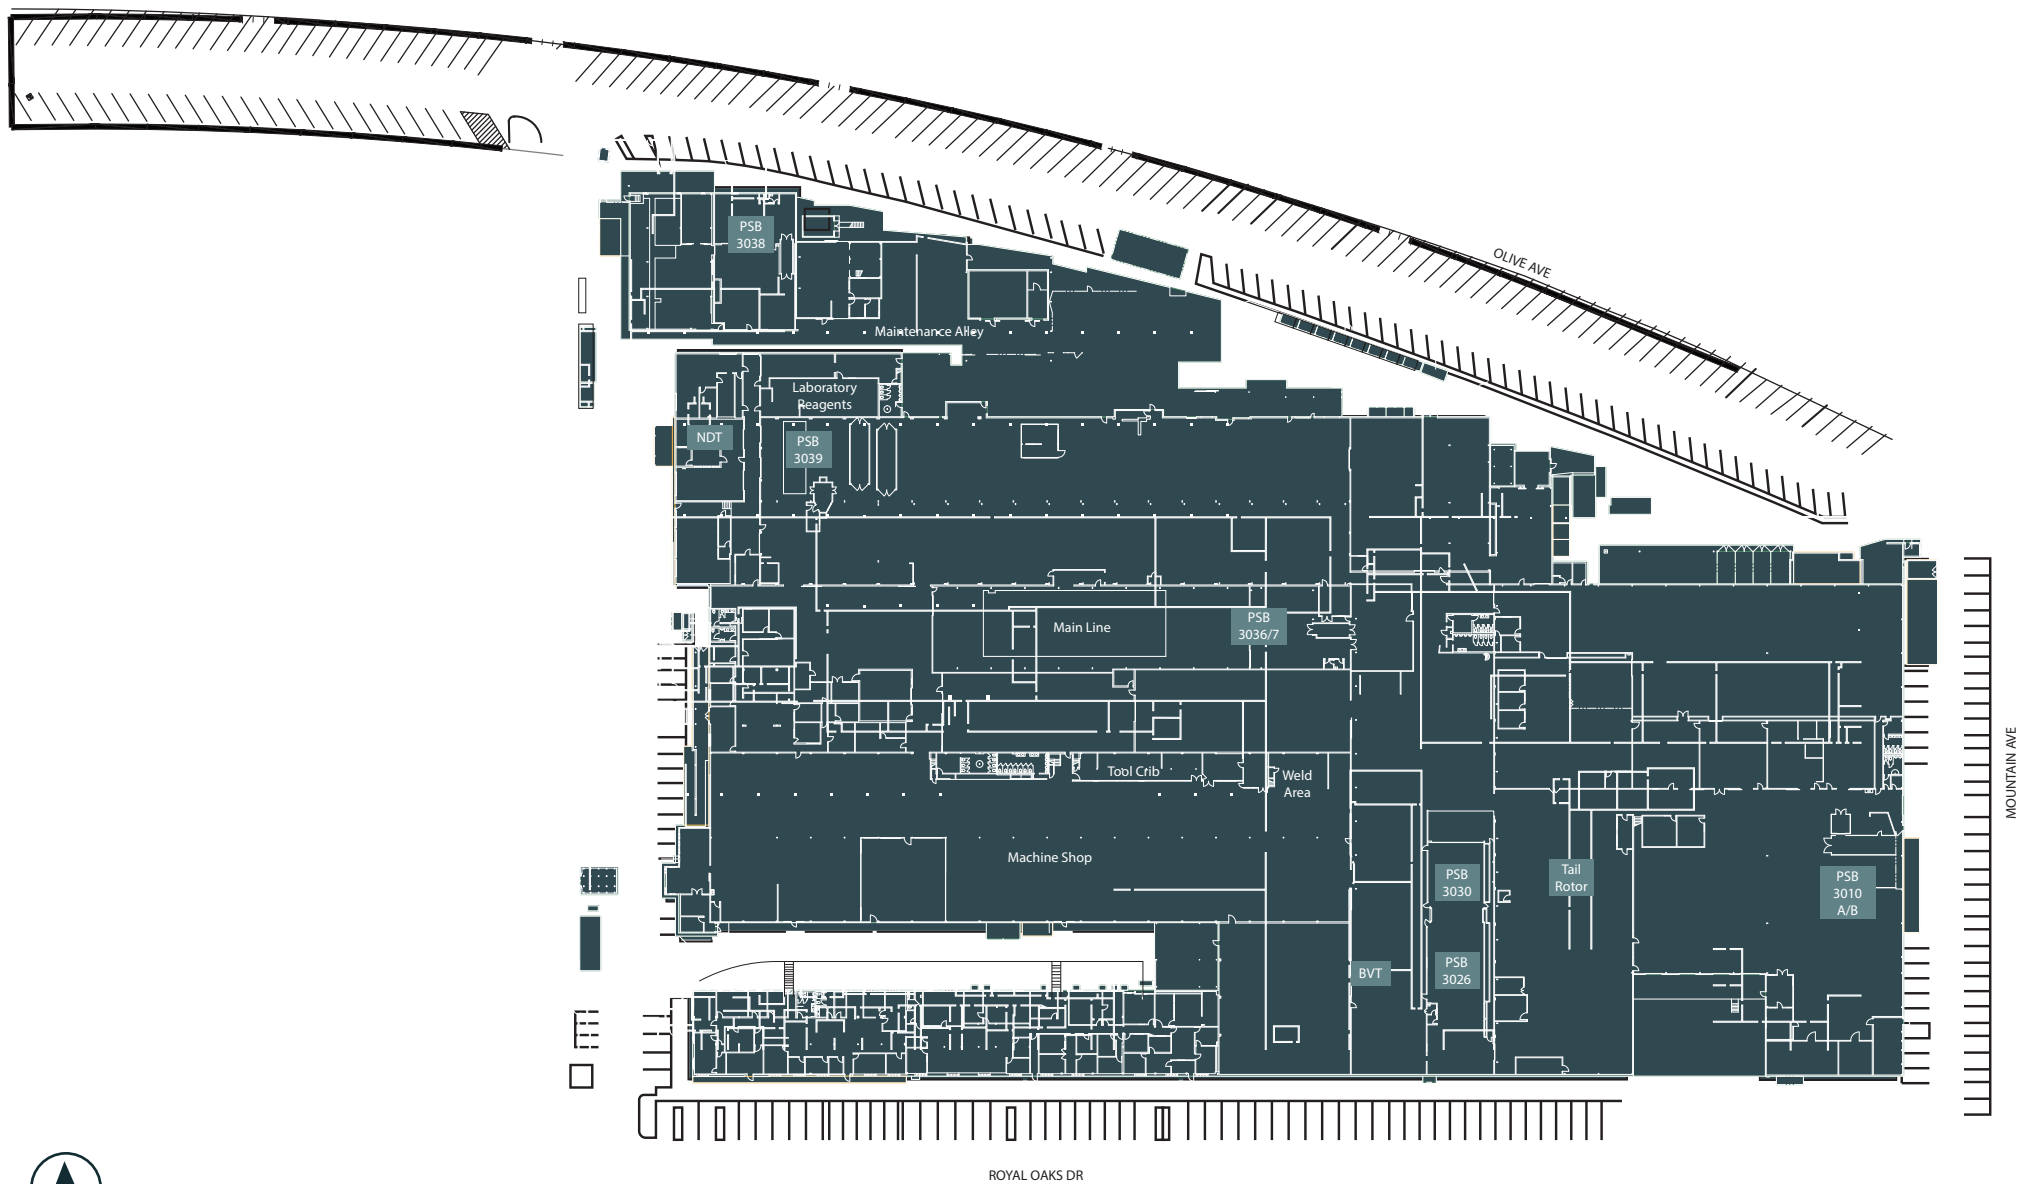 PSB
3038
OLIVE AVE
Maintenance Alley
Laboratory
Reagents
NDT
PSB
3039
Main Line
PSB
3036/7
MOUNTAIN AVE
Tool Crib
Weld
Area
Machine Shop
PSB
3030
Tail
Rotor
PSB
3010
A/B
BVT
PSB
3026
ROYAL OAKS DR